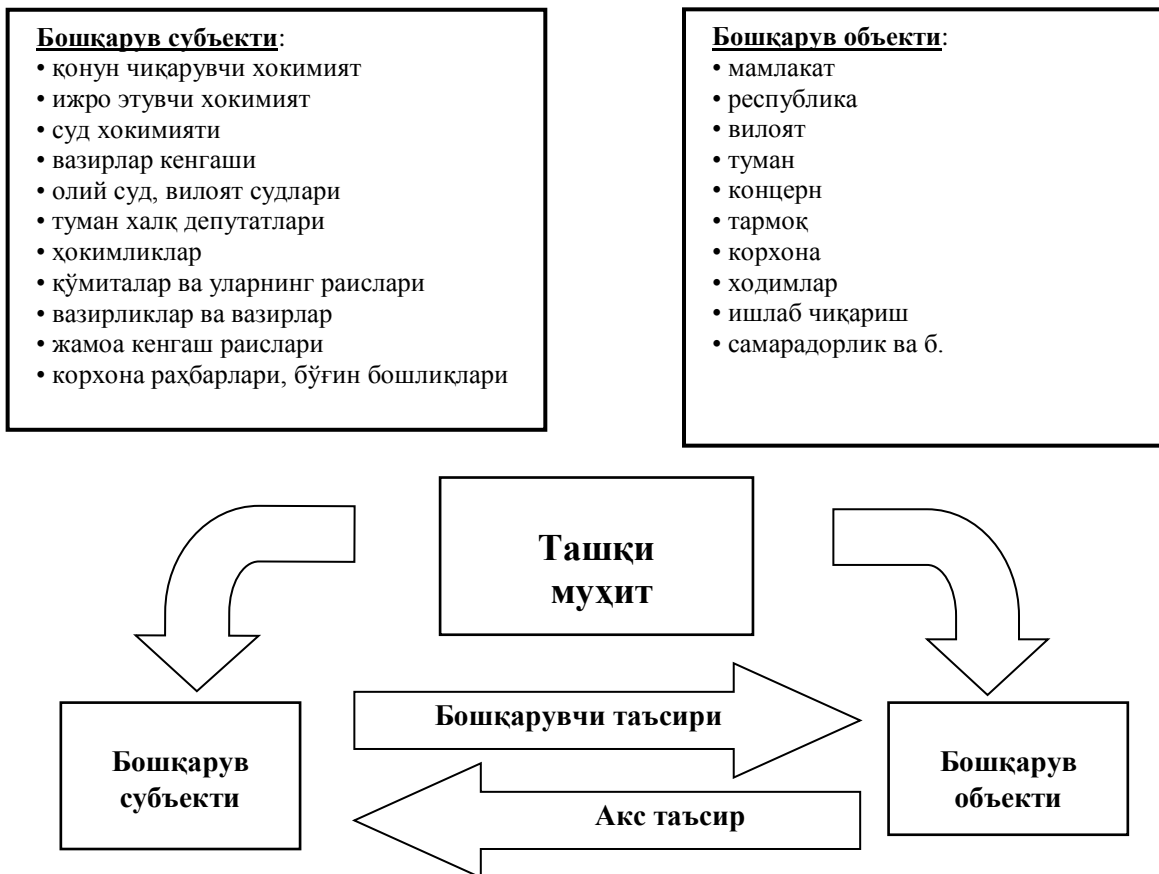 Бошқарув субъекти:
• қонун чиқарувчи хокимият
• ижро этувчи хокимият
• суд хокимияти
• вазирлар кенгаши
• олий суд, вилоят судлари
• туман халқ депутатлари
• ҳокимликлар
• қўмиталар ва уларнинг раислари
• вазирликлар ва вазирлар
• жамоа кенгаш раислари
• корхона раҳбарлари, бўғин бошлиқлари
Бошқарув объекти:
• мамлакат
• республика
• вилоят
• туман
• концерн
• тармоқ
• корхона
• ходимлар
• ишлаб чиқариш
• самарадорлик ва б.
Ташқи
муҳит
Бошқарувчи таъсири
Бошқарув
субъекти
Бошқарув
объекти
Акс таъсир